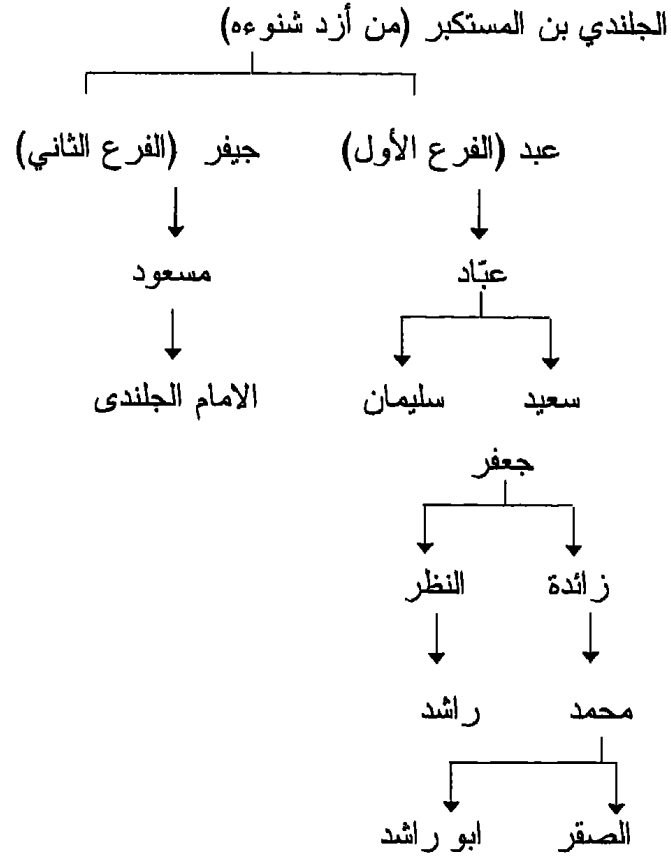 الجلندي بن المستكبر (من أزد شنوءه)
عبد (الفرع الأول) جيفر (الفرع الثاني)
عبّاد مسعود
سعيد سليمان الامام الجلندى
جعفر
زائدة النظر
محمد راشد
الصقر ابو راشد